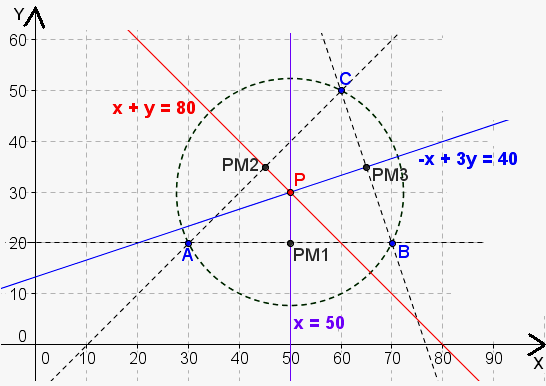 Y
60
50
40
30
20
10
0
C
x + y = 80
PM2
P
PM3
-x + 3y = 40
A
PM1
B
x = 50
0 10 20 30 40 50 60 70 80 90 X